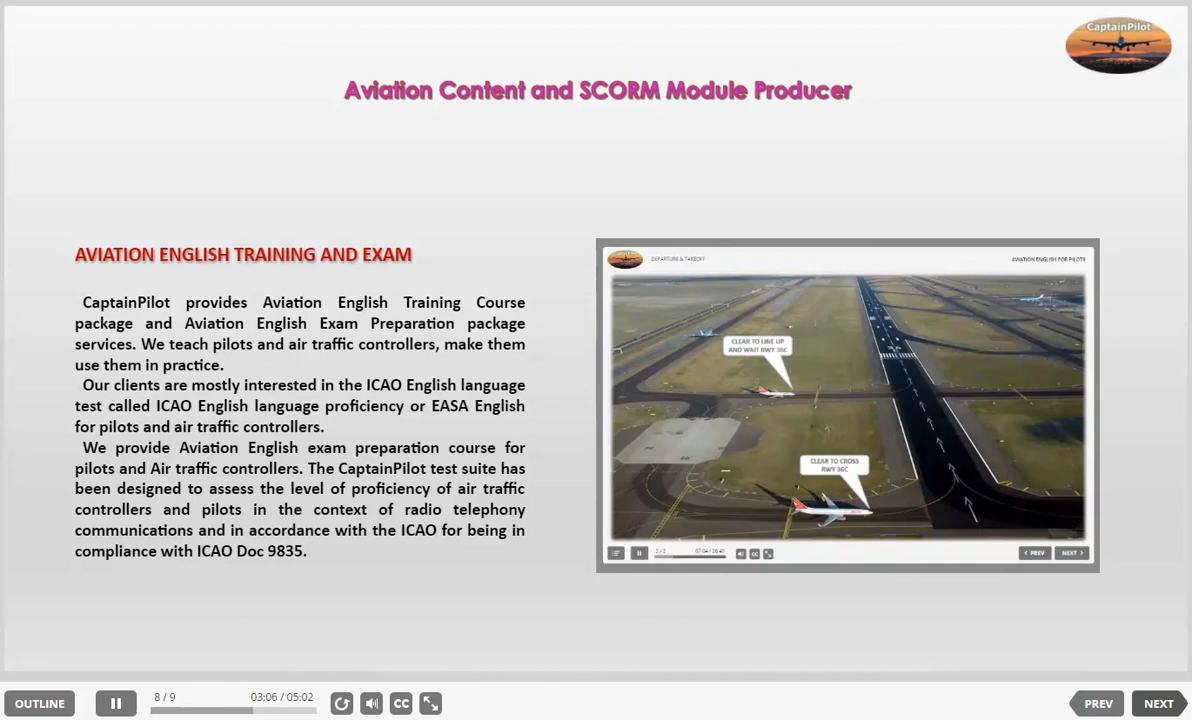 CaptainPilot
Aviation Content and SCORM Module Producer
AVIATION ENGLISH TRAINING AND EXAM
CaptainPilot provides Aviation English Training Course
package and Aviation English Exam Preparation package
services. We teach pilots and air traffic controllers, make them
use them in practice.
Our clients are mostly interested in the ICAO English language
test called ICAO English language proficiency or EASA English
for pilots and air traffic controllers.
We provide Aviation English exam preparation course for
pilots and Air traffic controllers. The CaptainPilot test suite has
been designed to assess the level of proficiency of air traffic
controllers and pilots in the context of radio telephony
communications and in accordance with the ICAO for being in
compliance with ICAO Doc 9835.
DEPARTURE & TAKEOFF
AVIATION ENGLISH FOR PILOTS
CLEAR TO LINE UP
AND WAIT RWY 36C
CLEAR TO CROSS
RWY 36C
2 / 2
CC
PREV
NEXT
OUTLINE
8 / 9
03:06 / 05:02
CC
PREV
NEXT